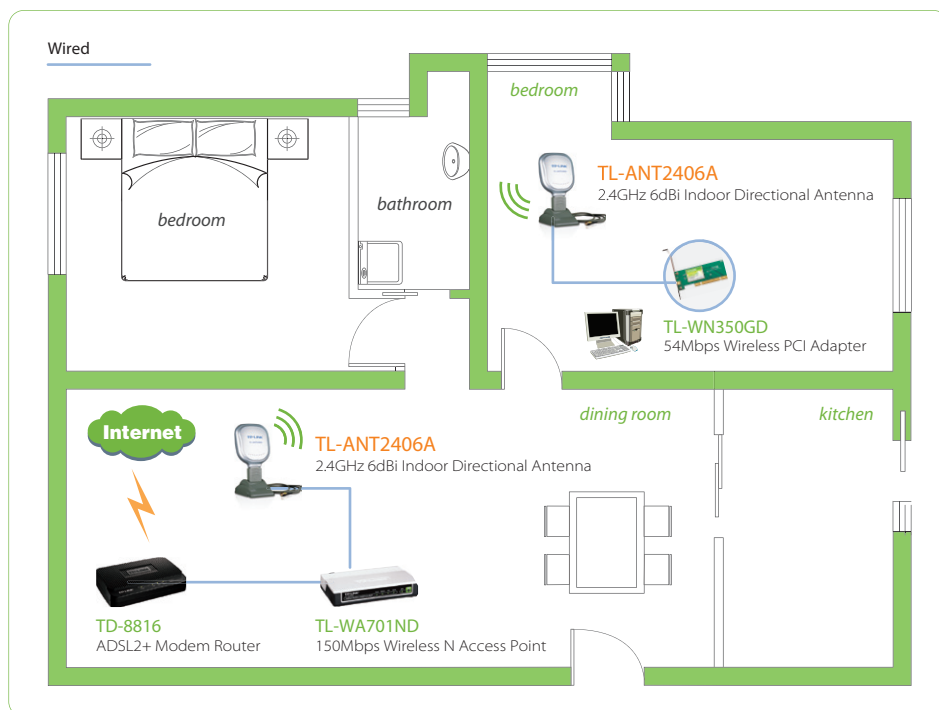 Wired
bedroom
TL-ANT2406A
2.4GHz 6dBi Indoor Directional Antenna
bedroom
bathroom
TL-WN350GD
54Mbps Wireless PCI Adapter
dining room
kitchen
Internet
TL-ANT2406A
2.4GHz 6dBi Indoor Directional Antenna
TD-8816
ADSL2+ Modem Router
TL-WA701ND
150Mbps Wireless N Access Point